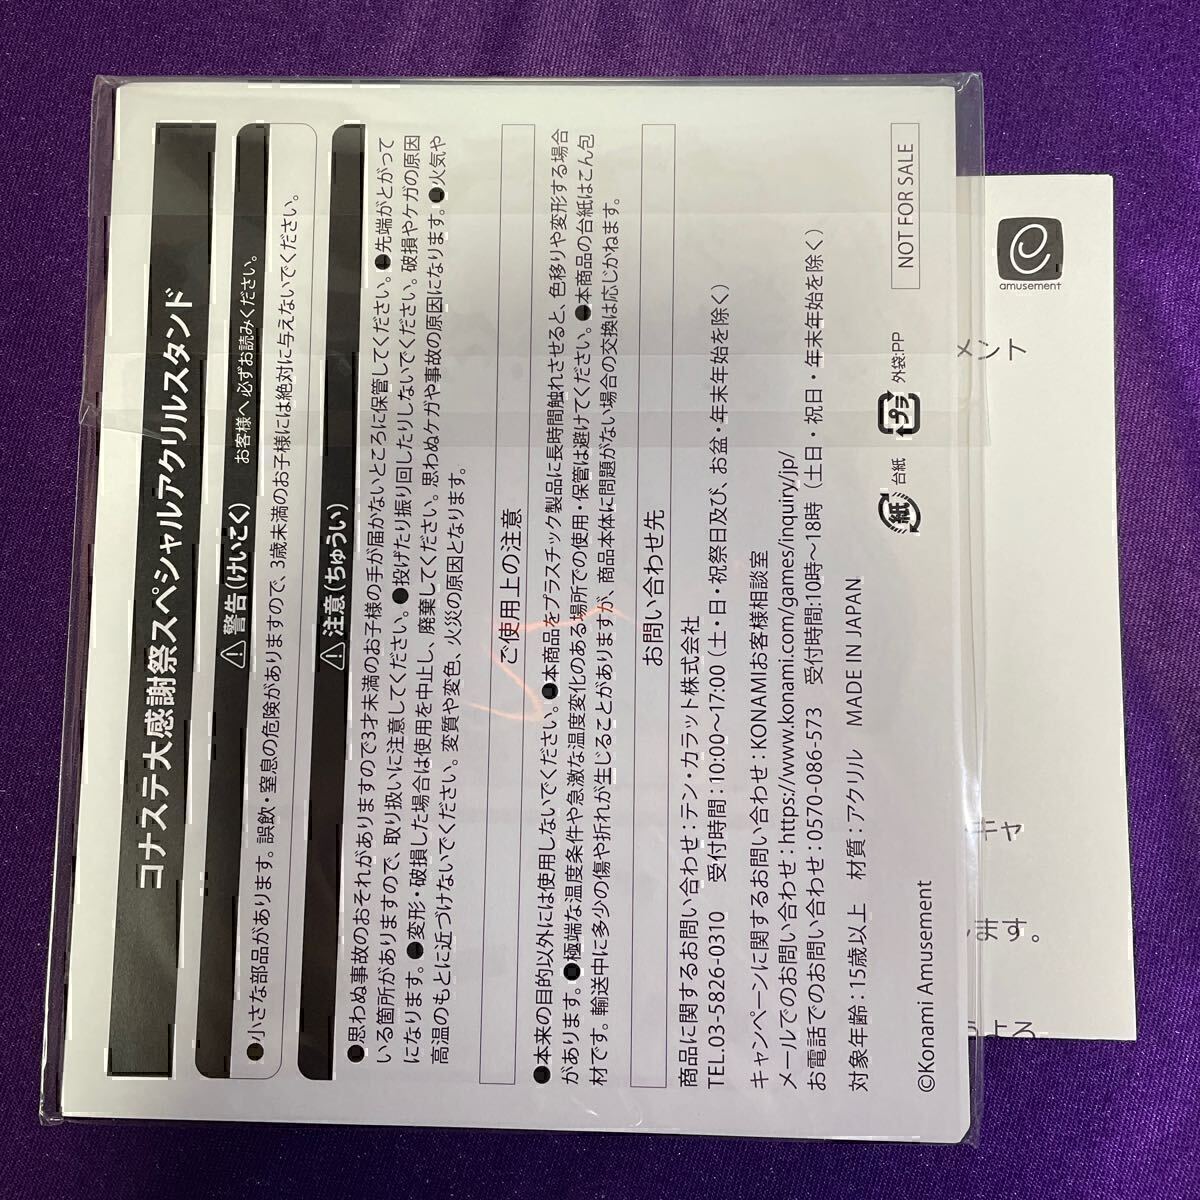 コナステ大感謝祭スペシャルアクリルスタンド
⚠警告(けいこく) お客様へ 必ずお読みください。
●小さな部品があります。誤飲・窒息の危険がありますので、3歳未満のお子様には絶対に与えないでください。
⚠注意(ちゅうい)
●思わぬ事故のおそれがありますので3才未満のお子様の手が届かないところに保管してください。●先端がとがって
いる箇所がありますので、取り扱いに注意してください。●投げたり振り回したりしないでください。破損やケガの原因
になります。●変形・破損した場合は使用を中止し、廃棄してください。思わぬケガや事故の原因になります。●火気や
高温のもとに近づけないでください。変質や変色、火災の原因となります。
ご使用上の注意
●本来の目的以外には使用しないでください。●本商品をプラスチック製品に長時間触れさせると、色移りや変形する場合
があります。●極端な温度条件や急激な温度変化のある場所での使用・保管は避けてください。●本商品の台紙はこん包
材です。輸送中に多少の傷や折れが生じることがありますが、商品本体に問題がない場合の交換は応じかねます。
お問い合わせ先
商品に関するお問い合わせ：テン・カラット株式会社
TEL.03-5826-0310 受付時間：10:00〜17:00（土・日・祝祭日及び、お盆・年末年始を除く）
キャンペーンに関するお問い合わせ：KONAMIお客様相談室
メールでのお問い合わせ：https://www.konami.com/games/inquiry/jp/
お電話でのお問い合わせ：0570-086-573 受付時間:10時〜18時（土日・祝日・年末年始を除く）
対象年齢：15歳以上 材質：アクリル MADE IN JAPAN
紙 台紙 プラ 外袋:PP
©Konami Amusement
NOT FOR SALE
e
amusement
メント
キャ
します。